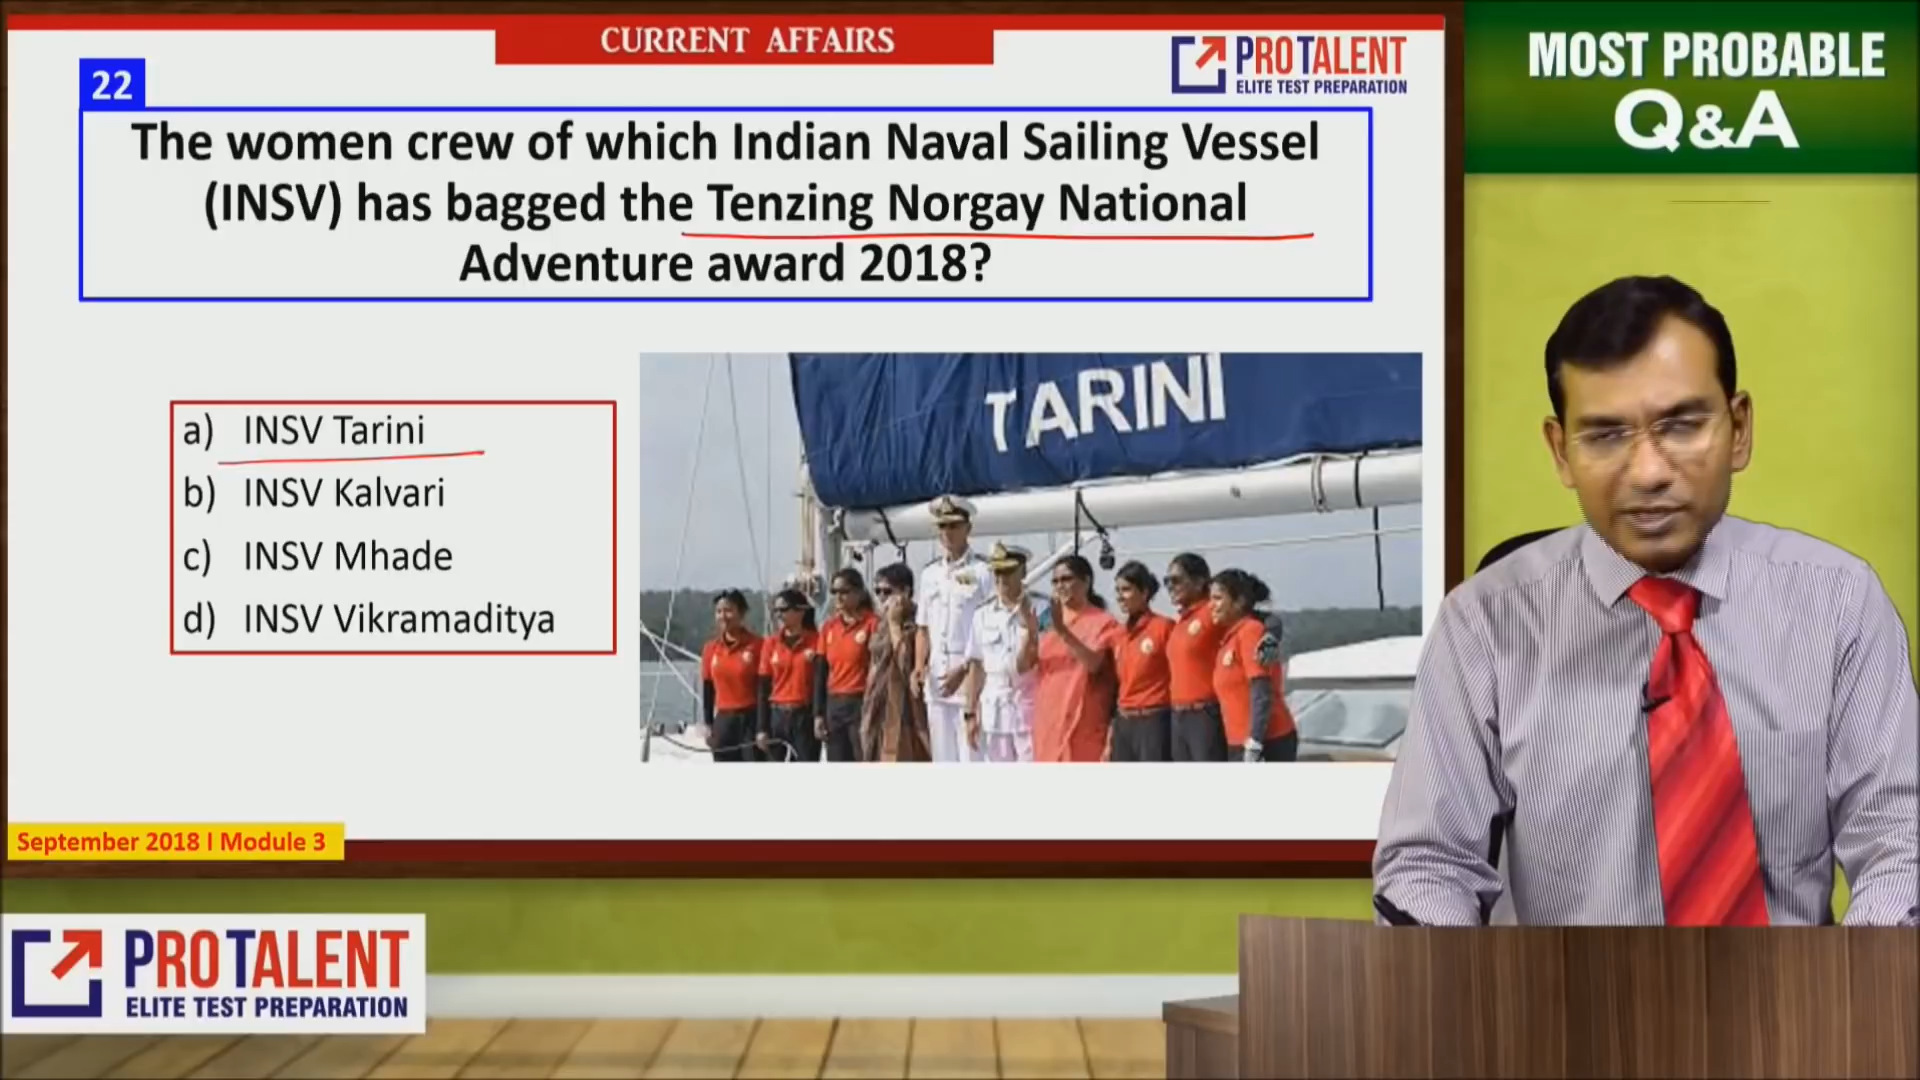 CURRENT AFFAIRS
PROTALENT
ELITE TEST PREPARATION
MOST PROBABLE
Q&A
22
The women crew of which Indian Naval Sailing Vessel
(INSV) has bagged the Tenzing Norgay National
Adventure award 2018?
a) INSV Tarini
b) INSV Kalvari
c) INSV Mhade
d) INSV Vikramaditya
TARINI
September 2018 I Module 3
PROTALENT
ELITE TEST PREPARATION